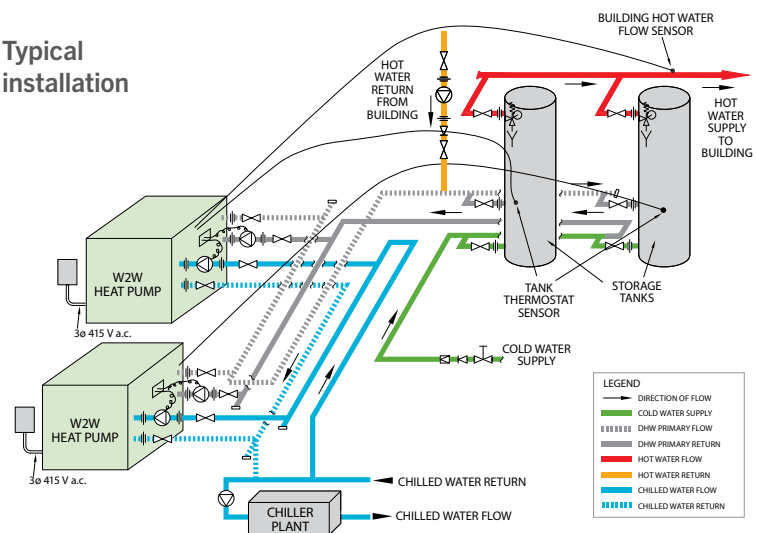 Typical
installation
BUILDING HOT WATER
FLOW SENSOR
HOT
WATER
RETURN
FROM
BUILDING
HOT
WATER
SUPPLY
TO
BUILDING
W2W
HEAT PUMP
3ø 415 V a.c.
TANK
THERMOSTAT
SENSOR
STORAGE
TANKS
COLD WATER
SUPPLY
W2W
HEAT PUMP
3ø 415 V a.c.
CHILLED WATER RETURN
CHILLER
PLANT
CHILLED WATER FLOW
LEGEND
DIRECTION OF FLOW
COLD WATER SUPPLY
DHW PRIMARY FLOW
DHW PRIMARY RETURN
HOT WATER FLOW
HOT WATER RETURN
CHILLED WATER FLOW
CHILLED WATER RETURN